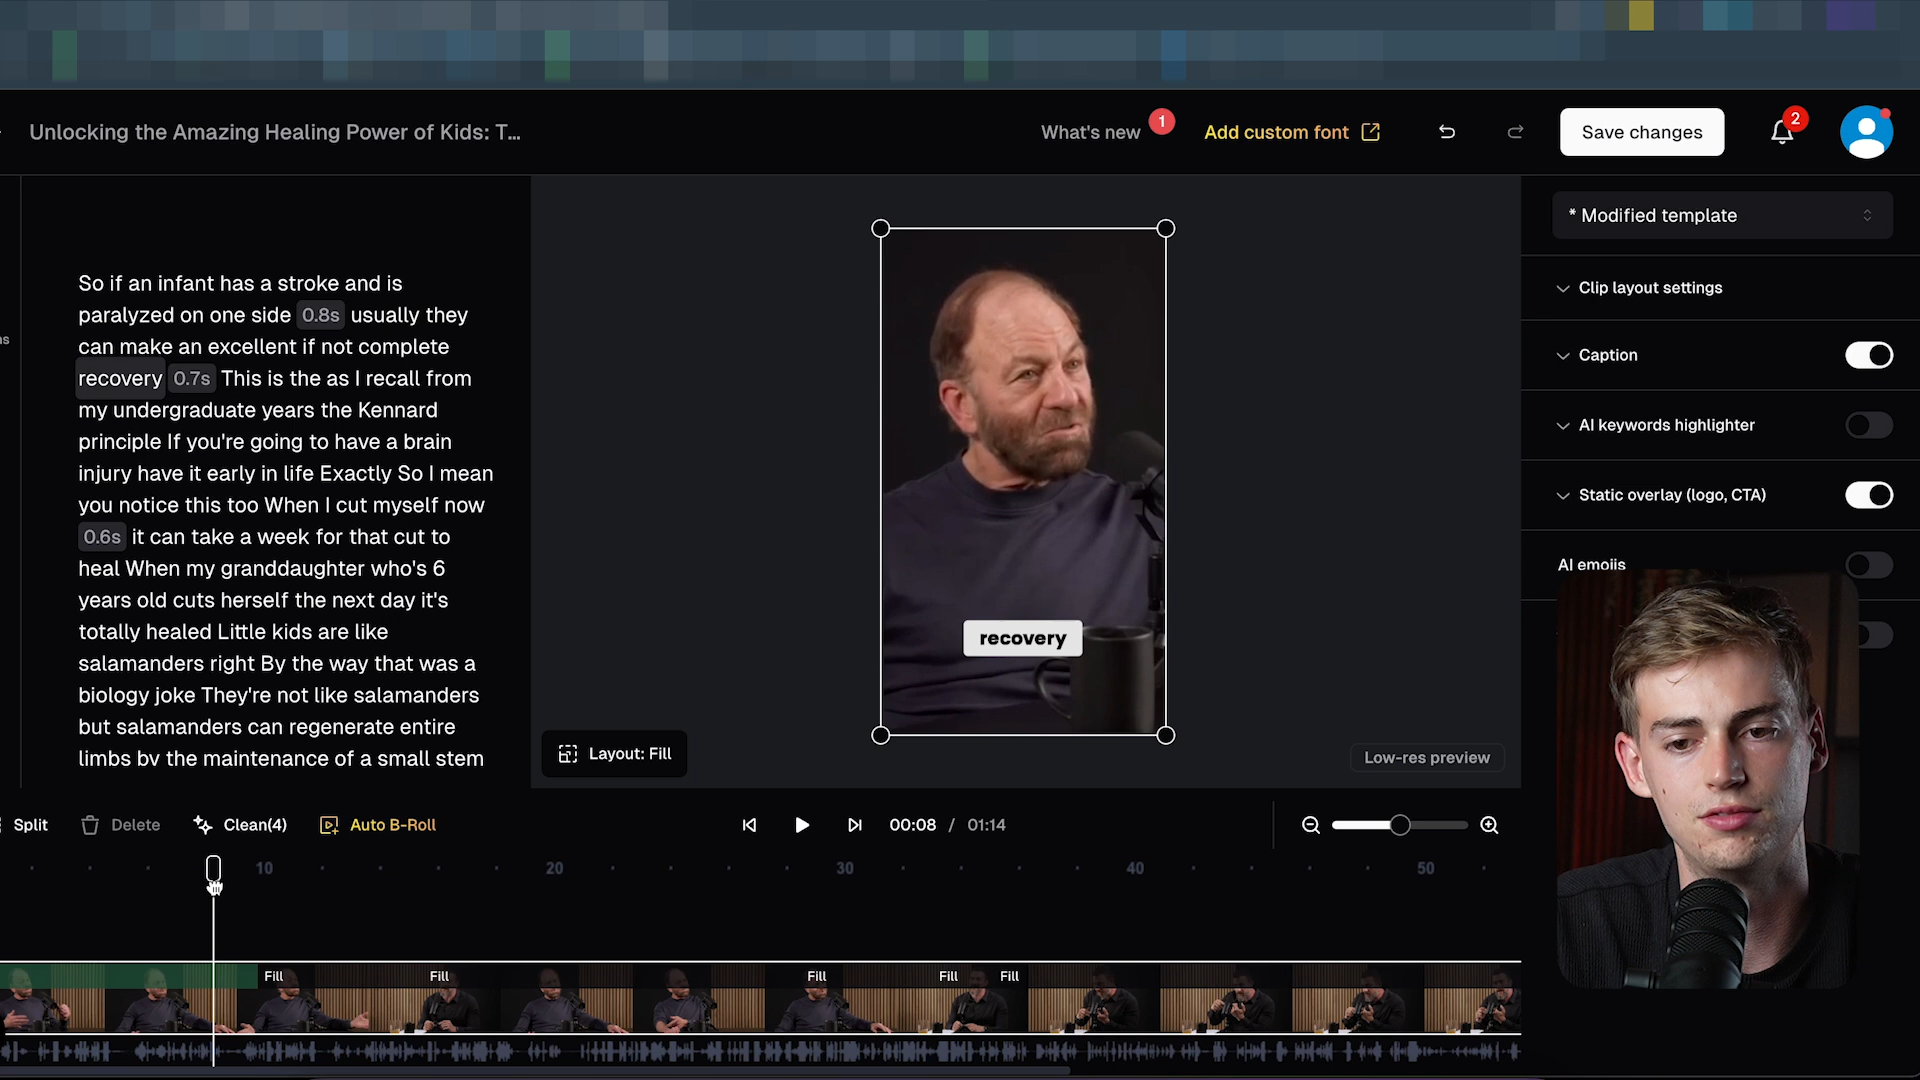 Unlocking the Amazing Healing Power of Kids: T...
What's new
1
Add custom font
Save changes
2
So if an infant has a stroke and is
paralyzed on one side 0.8s usually they
can make an excellent if not complete
recovery 0.7s This is the as I recall from
my undergraduate years the Kennard
principle If you're going to have a brain
injury have it early in life Exactly So I mean
you notice this too When I cut myself now
0.6s it can take a week for that cut to
heal When my granddaughter who's 6
years old cuts herself the next day it's
totally healed Little kids are like
salamanders right By the way that was a
biology joke They're not like salamanders
but salamanders can regenerate entire
limbs by the maintenance of a small stem
recovery
Layout: Fill
Low-res preview
* Modified template
Clip layout settings
Caption
AI keywords highlighter
Static overlay (logo, CTA)
AI emojis
Split
Delete
Clean(4)
Auto B-Roll
00:08 / 01:14
10
20
30
40
50
Fill
Fill
Fill
Fill
Fill